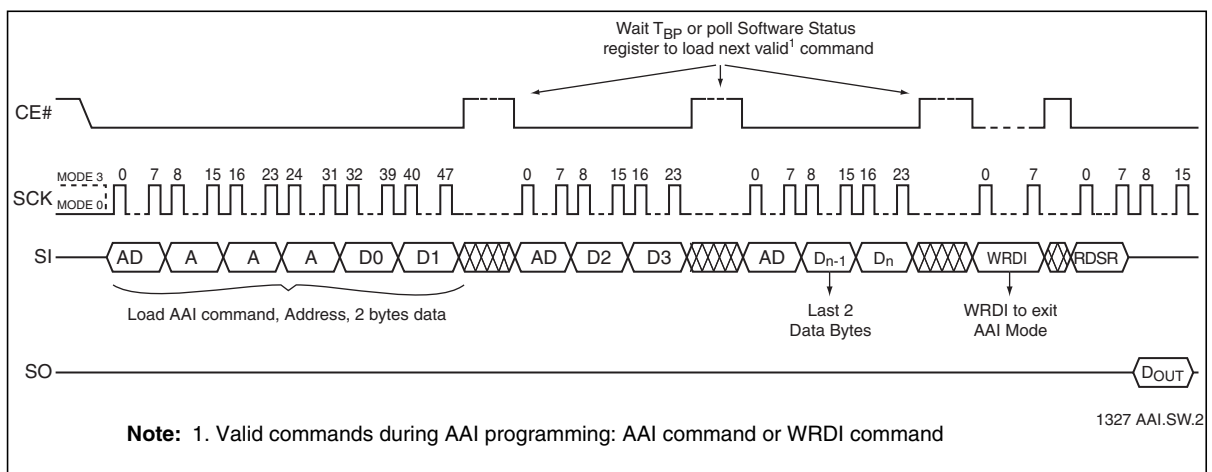 Wait TBP or poll Software Status
register to load next valid1 command
CE#
MODE 3
MODE 0
SCK
0 7 8 15 16 23 24 31 32 39 40 47 0 7 8 15 16 23 0 7 8 15 16 23 0 7 0 7 8 15
SI
AD A A A D0 D1 AD D2 D3 AD Dn-1 Dn WRDI RDSR
Load AAI command, Address, 2 bytes data
Last 2
Data Bytes
WRDI to exit
AAI Mode
SO
DOUT
1327 AAI.SW.2
Note: 1. Valid commands during AAI programming: AAI command or WRDI command